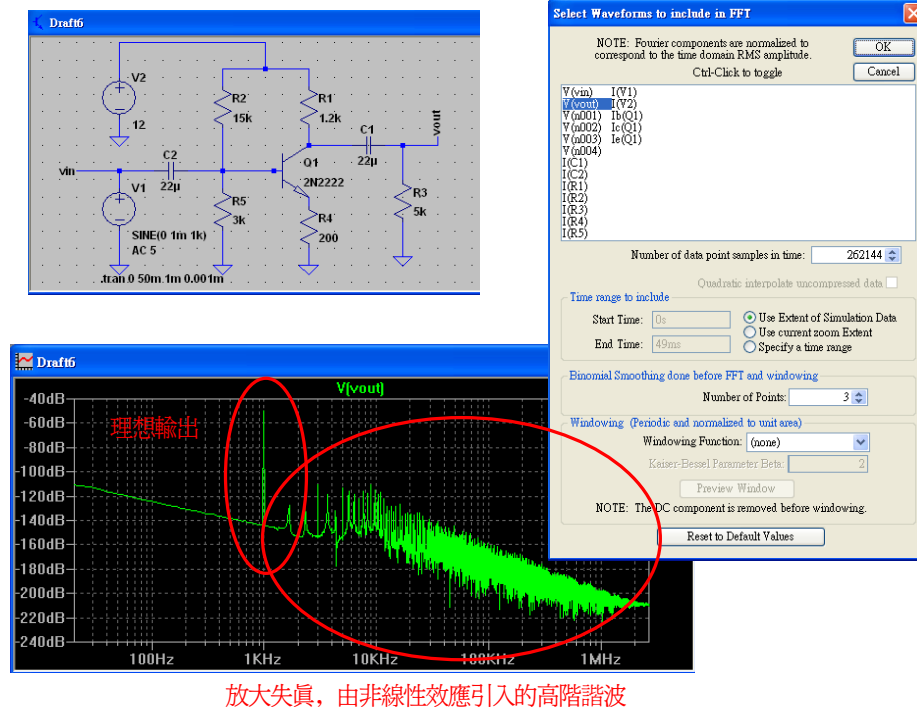 Draft6
V2
12
R2
15k
R1
1.2k
C1
22µ
vout
vin
C2
22µ
Q1
2N2222
V1
SINE(0 1m 1k)
AC 5
R5
3k
R4
200
R3
5k
.tran 0 50m 1m 0.001m
Select Waveforms to include in FFT
NOTE: Fourier components are normalized to
correspond to the time domain RMS amplitude.
Ctrl-Click to toggle
OK
Cancel
V(vin) I(V1)
V(vout) I(V2)
V(n001) Ib(Q1)
V(n002) Ic(Q1)
V(n003) Ie(Q1)
V(n004)
I(C1)
I(C2)
I(R1)
I(R2)
I(R3)
I(R4)
I(R5)
Number of data point samples in time: 262144
Quadratic interpolate uncompressed data
Time range to include
Start Time: 0s
End Time: 49ms
Use Extent of Simulation Data
Use current zoom Extent
Specify a time range
Binomial Smoothing done before FFT and windowing
Number of Points: 3
Windowing (Periodic and normalized to unit area)
Windowing Function: (none)
Kaiser-Bessel Parameter Beta: 2
Preview Window
NOTE: The DC component is removed before windowing.
Reset to Default Values
Draft6
V(vout)
-40dB
-60dB
-80dB
-100dB
-120dB
-140dB
-160dB
-180dB
-200dB
-220dB
-240dB
理想輸出
100Hz 1KHz 10KHz 100KHz 1MHz
放大失真，由非線性效應引入的高階諧波